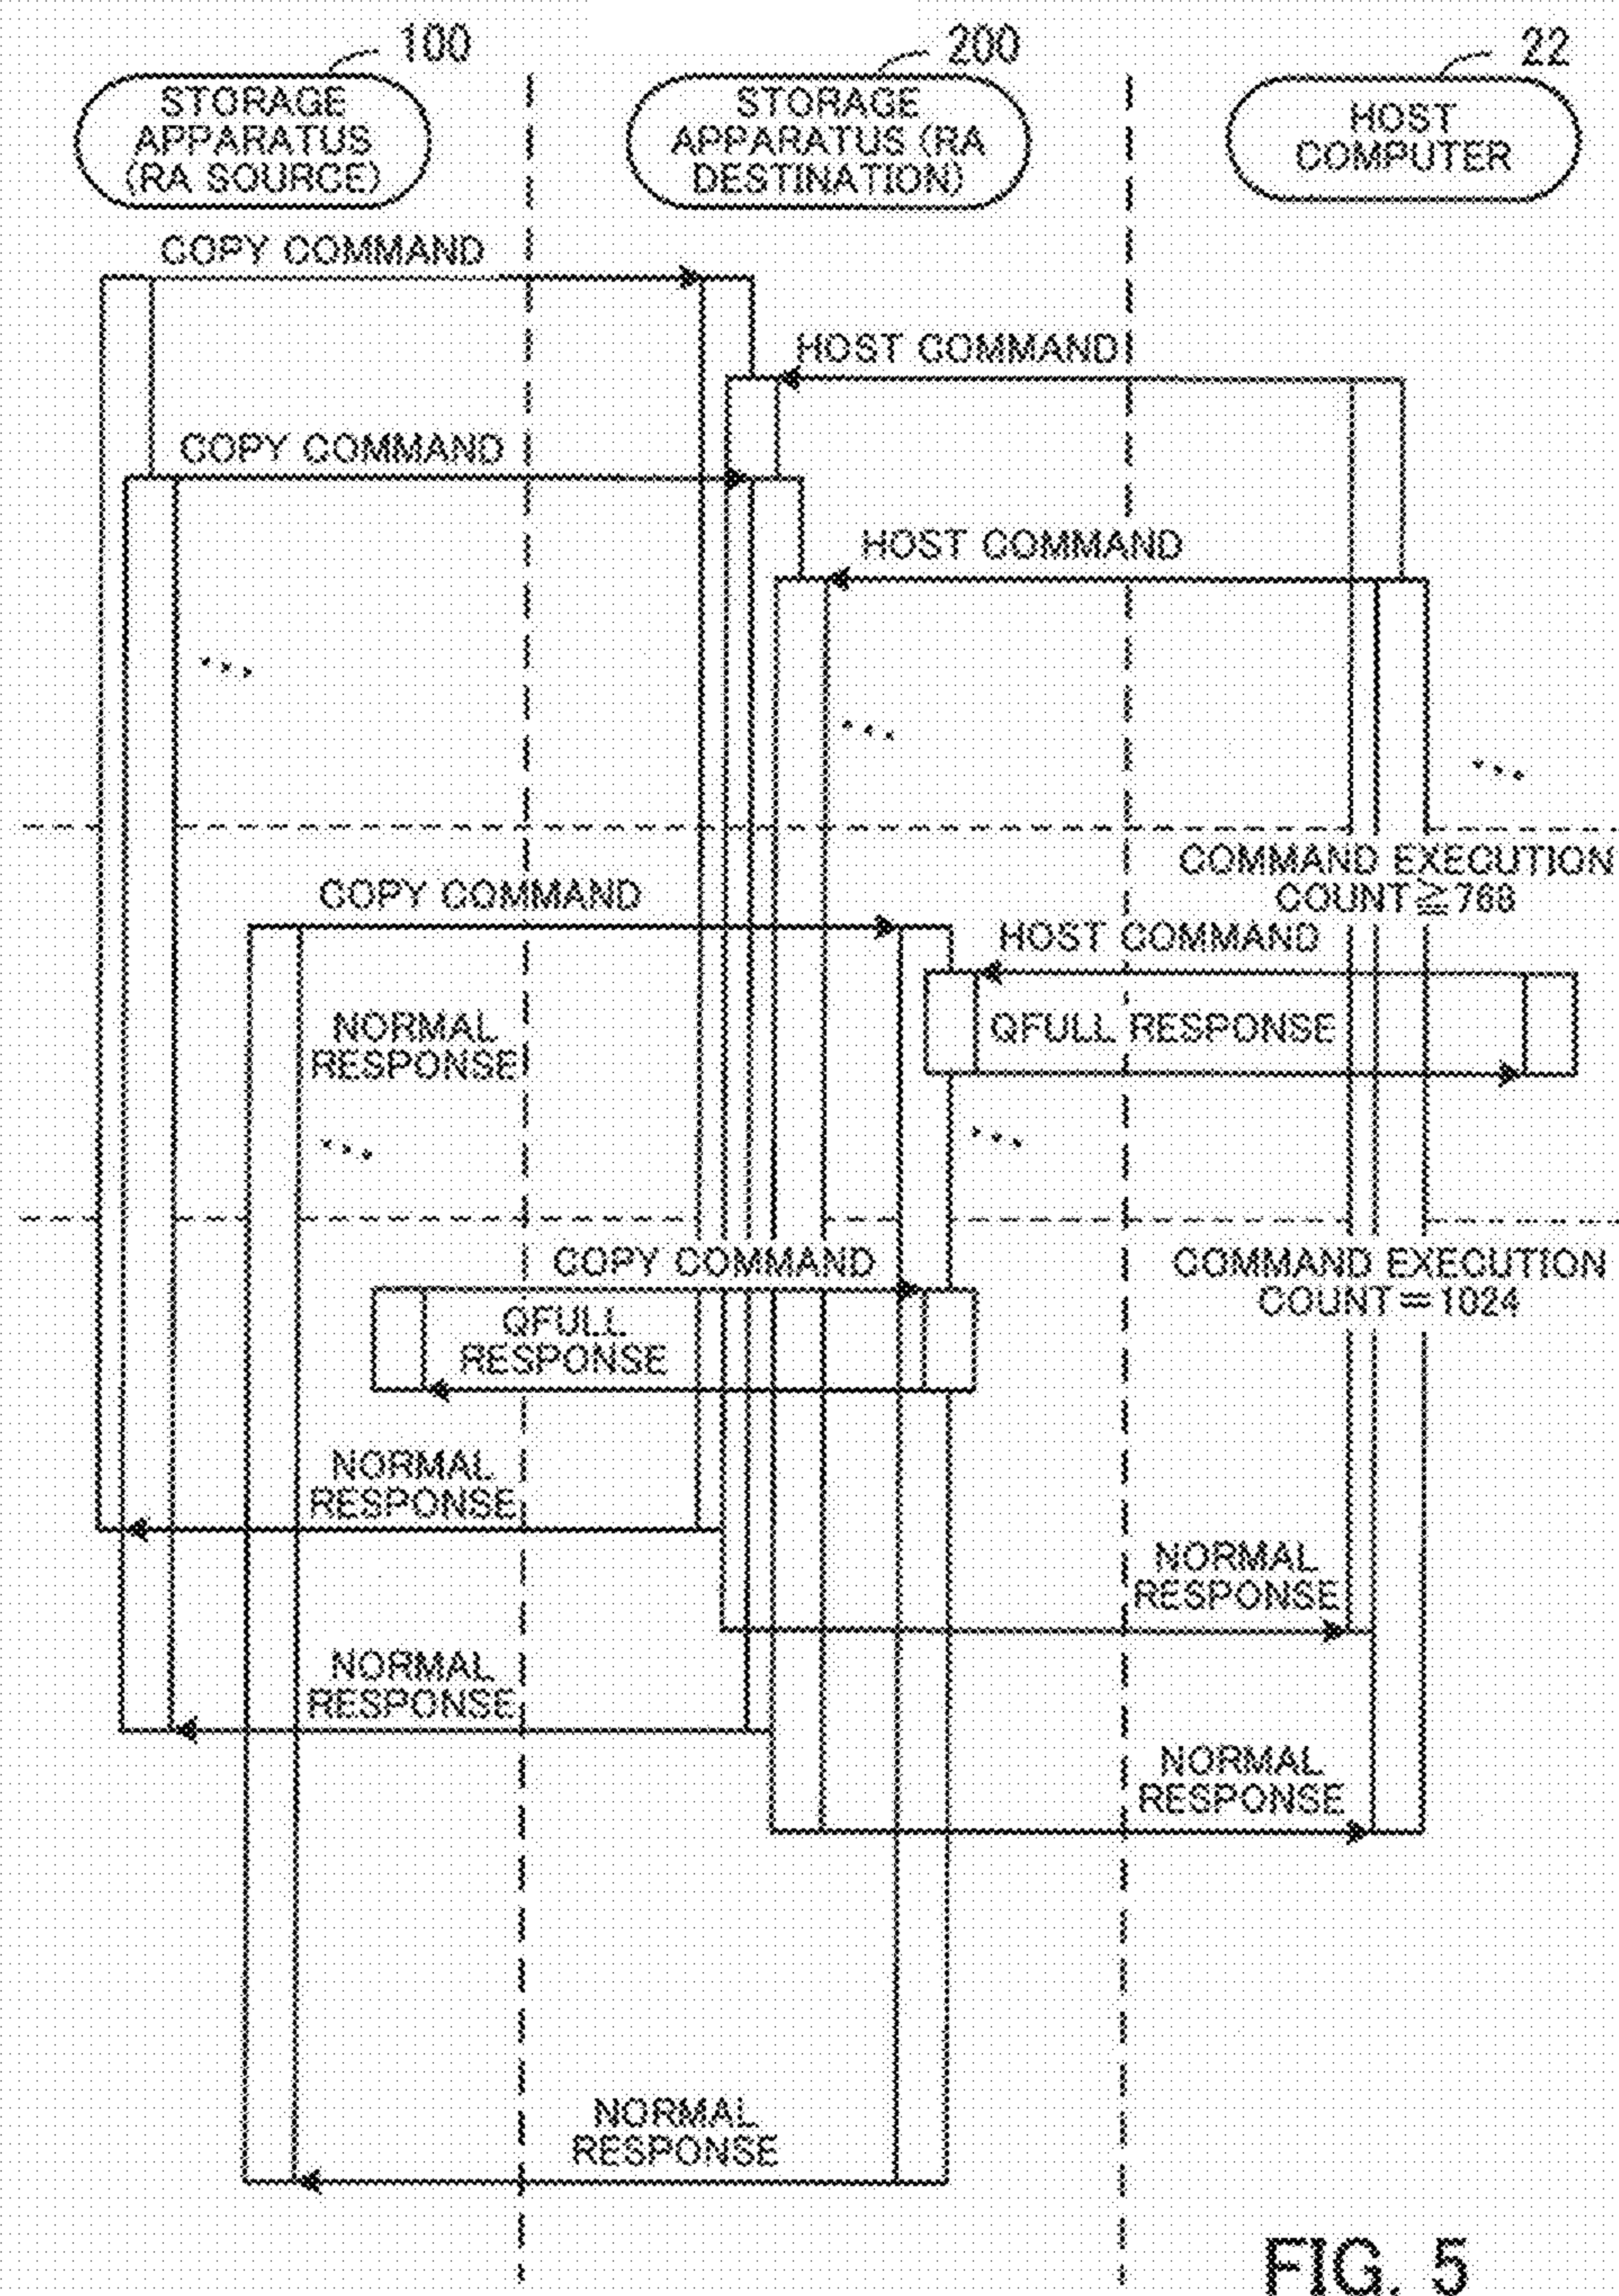 100
200
22
STORAGE
APPARATUS
(RA SOURCE)
STORAGE
APPARATUS (RA
DESTINATION)
HOST
COMPUTER
COPY COMMAND
HOST COMMAND
COPY COMMAND
HOST COMMAND
...
...
...
COMMAND EXECUTION
COUNT≧768
COPY COMMAND
HOST COMMAND
NORMAL
RESPONSE
QFULL RESPONSE
...
...
COPY COMMAND
COMMAND EXECUTION
COUNT=1024
QFULL
RESPONSE
NORMAL
RESPONSE
NORMAL
RESPONSE
NORMAL
RESPONSE
NORMAL
RESPONSE
NORMAL
RESPONSE
FIG. 5